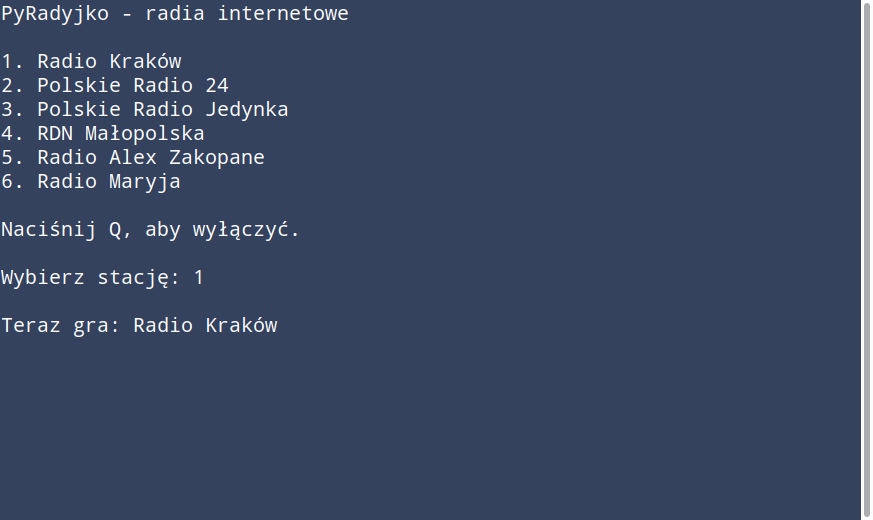 PyRadyjko - radia internetowe
1. Radio Kraków
2. Polskie Radio 24
3. Polskie Radio Jedynka
4. RDN Małopolska
5. Radio Alex Zakopane
6. Radio Maryja
Naciśnij Q, aby wyłączyć.
Wybierz stację: 1
Teraz gra: Radio Kraków